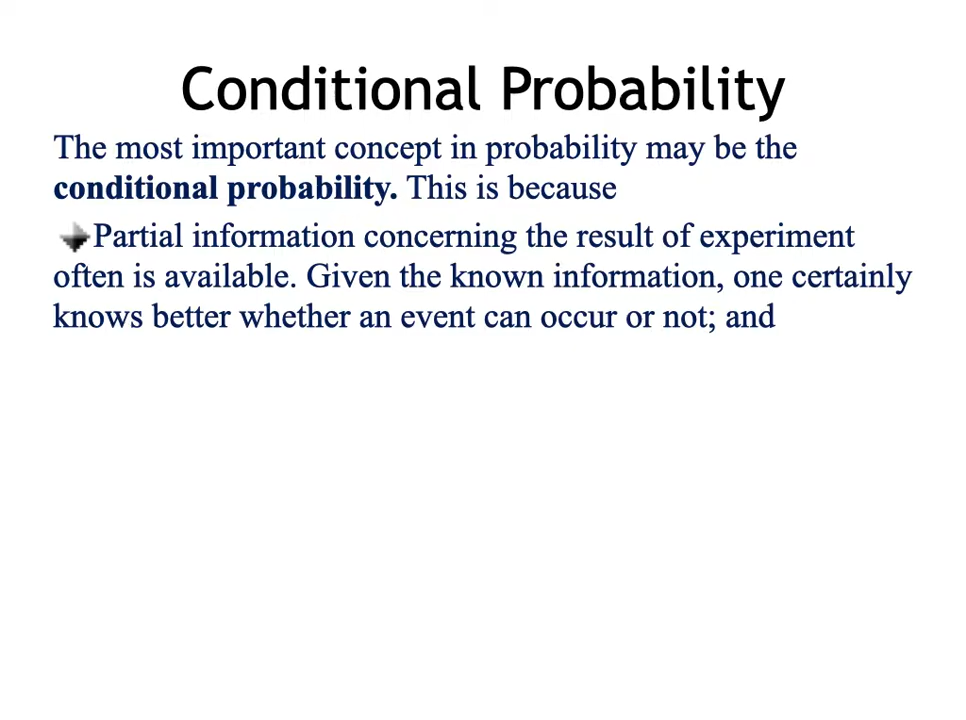 Conditional Probability
The most important concept in probability may be the
conditional probability. This is because
Partial information concerning the result of experiment
often is available. Given the known information, one certainly
knows better whether an event can occur or not; and